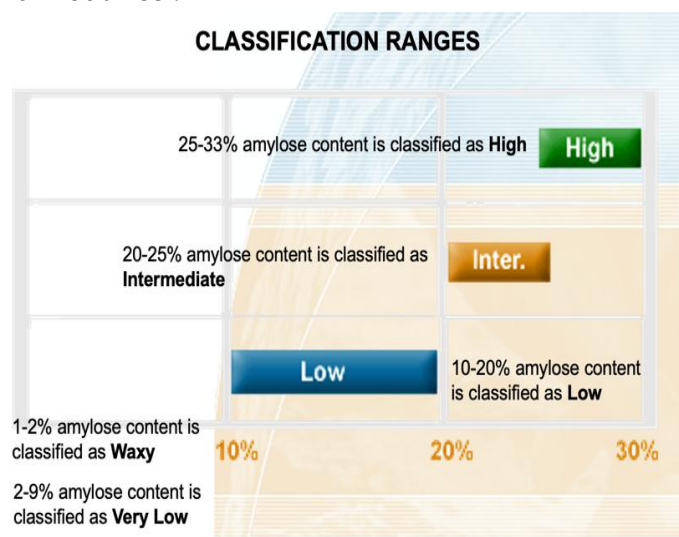 CLASSIFICATION RANGES
25-33% amylose content is classified as High
High
20-25% amylose content is classified as
Intermediate
Inter.
Low
10-20% amylose content
is classified as Low
1-2% amylose content is
classified as Waxy
10%
20%
30%
2-9% amylose content is
classified as Very Low